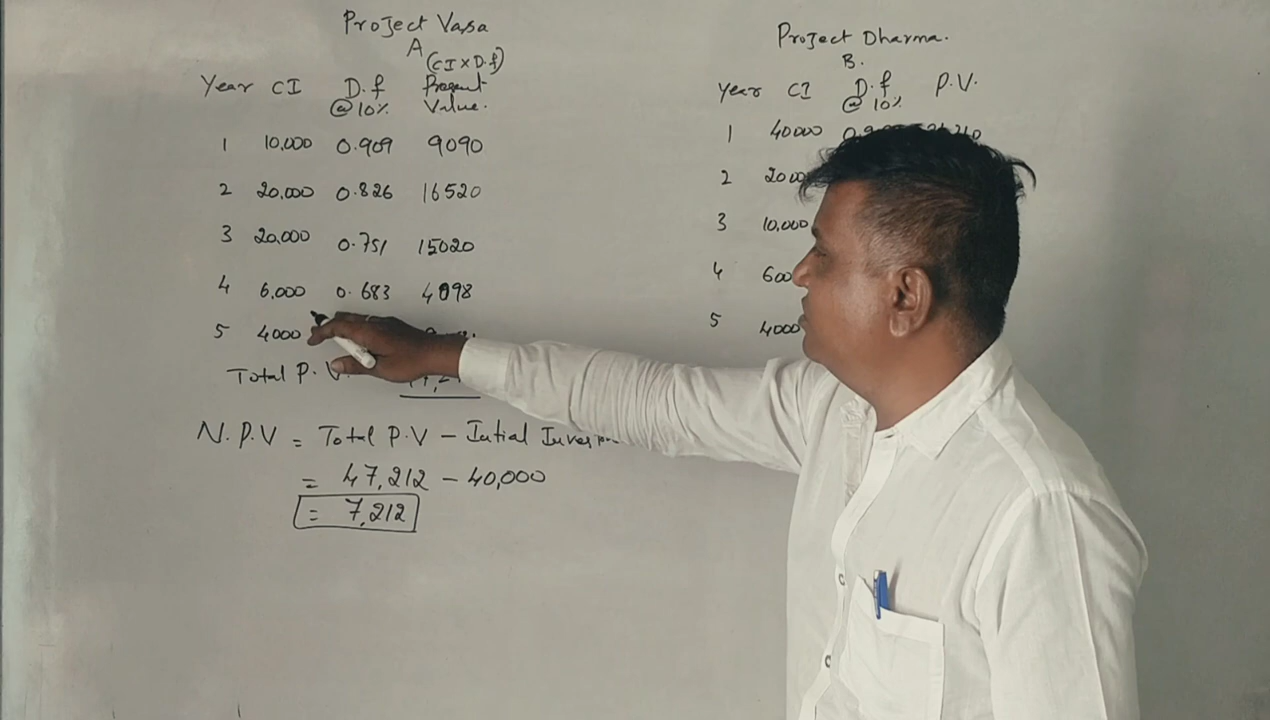 Project Vasa
A (CI x D.f)
Year CI D.f Present
@ 10% Value.
1 10,000 0.909 9090
2 20,000 0.826 16520
3 20,000 0.751 15020
4 6,000 0.683 4098
5 4000
Total P.V.
N.P.V = Total P.V - Intial
= 47,212 - 40,000
= 7,212
Project Dharma.
B.
Year CI D.f P.V.
@ 10%
1 40000
2
3 10,000
4
5 4000